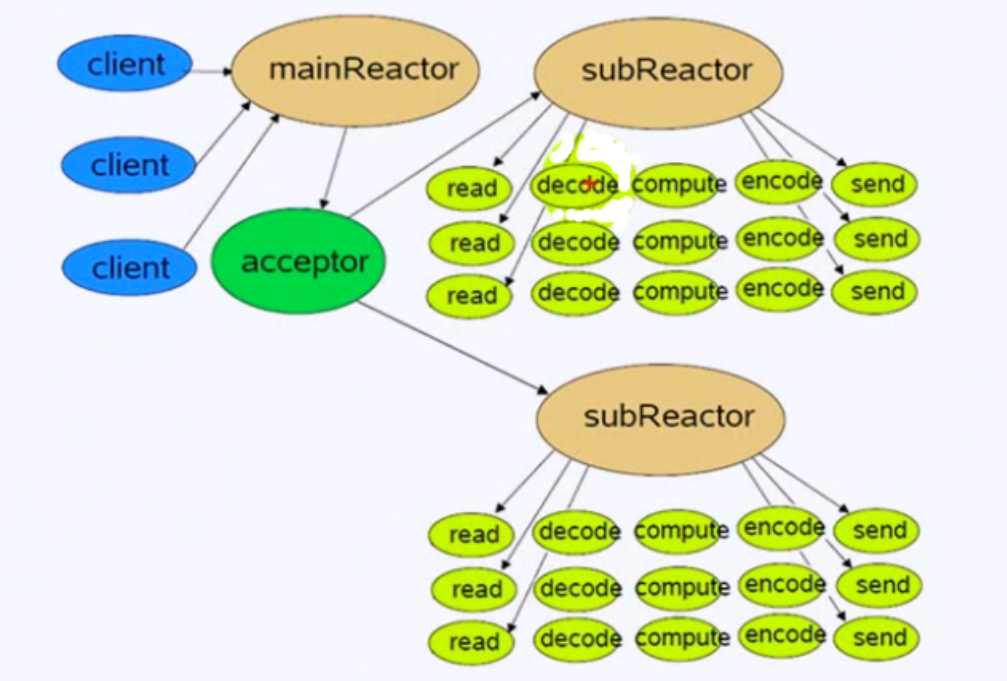 client
mainReactor
subReactor
client
read decode compute encode send
client
acceptor
read decode compute encode send
read decode compute encode send
subReactor
read decode compute encode send
read decode compute encode send
read decode compute encode send